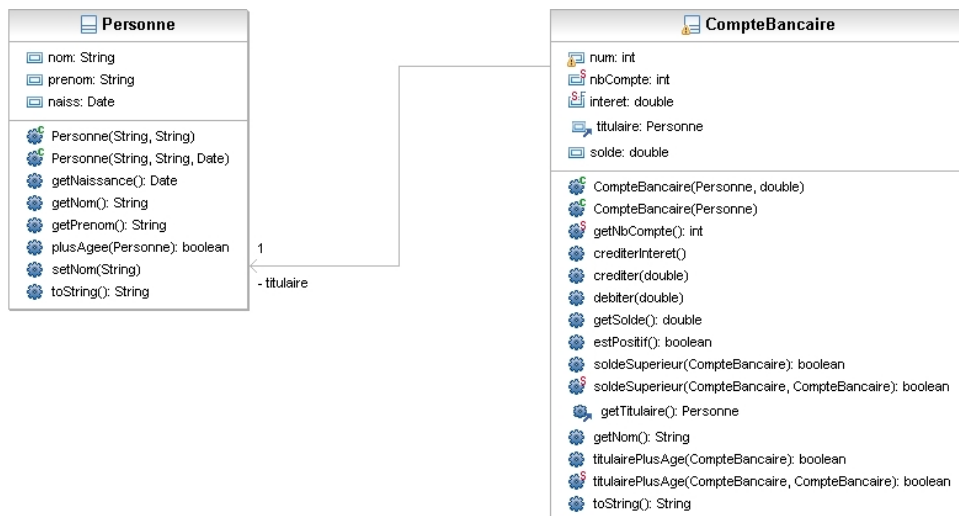 Personne
nom: String
prenom: String
naiss: Date
Personne(String, String)
Personne(String, String, Date)
getNaissance(): Date
getNom(): String
getPrenom(): String
plusAgee(Personne): boolean
setNom(String)
toString(): String
1
- titulaire
CompteBancaire
num: int
S nbCompte: int
S F interet: double
titulaire: Personne
solde: double
C CompteBancaire(Personne, double)
C CompteBancaire(Personne)
S getNbCompte(): int
crediterInteret()
crediter(double)
debiter(double)
getSolde(): double
estPositif(): boolean
soldeSuperieur(CompteBancaire): boolean
S soldeSuperieur(CompteBancaire, CompteBancaire): boolean
getTitulaire(): Personne
getNom(): String
titulairePlusAge(CompteBancaire): boolean
S titulairePlusAge(CompteBancaire, CompteBancaire): boolean
toString(): String